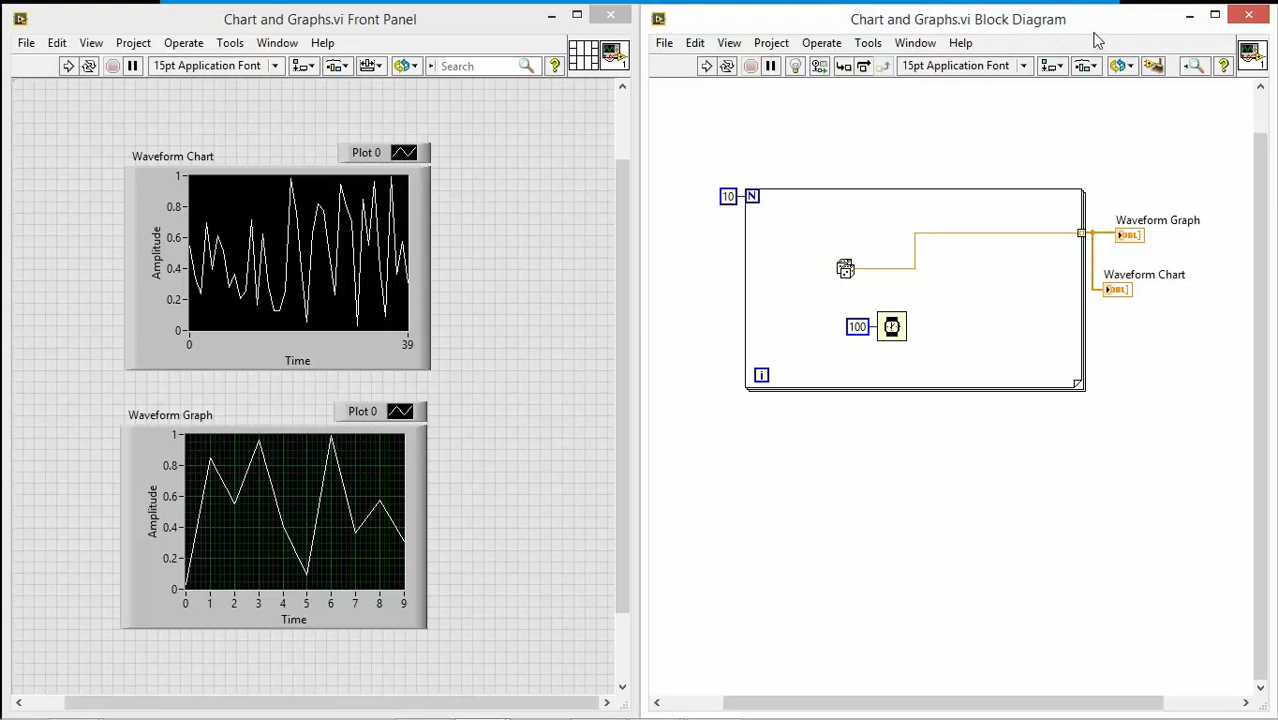 Chart and Graphs.vi Front Panel
File Edit View Project Operate Tools Window Help
15pt Application Font
Search
?
1
Waveform Chart
Plot 0
Amplitude
1
0.8
0.6
0.4
0.2
0
0 39
Time
Waveform Graph
Plot 0
Amplitude
1
0.8
0.6
0.4
0.2
0
0 1 2 3 4 5 6 7 8 9
Time
Chart and Graphs.vi Block Diagram
File Edit View Project Operate Tools Window Help
15pt Application Font
?
1
10 N
Waveform Graph
DBL
Waveform Chart
DBL
100
i